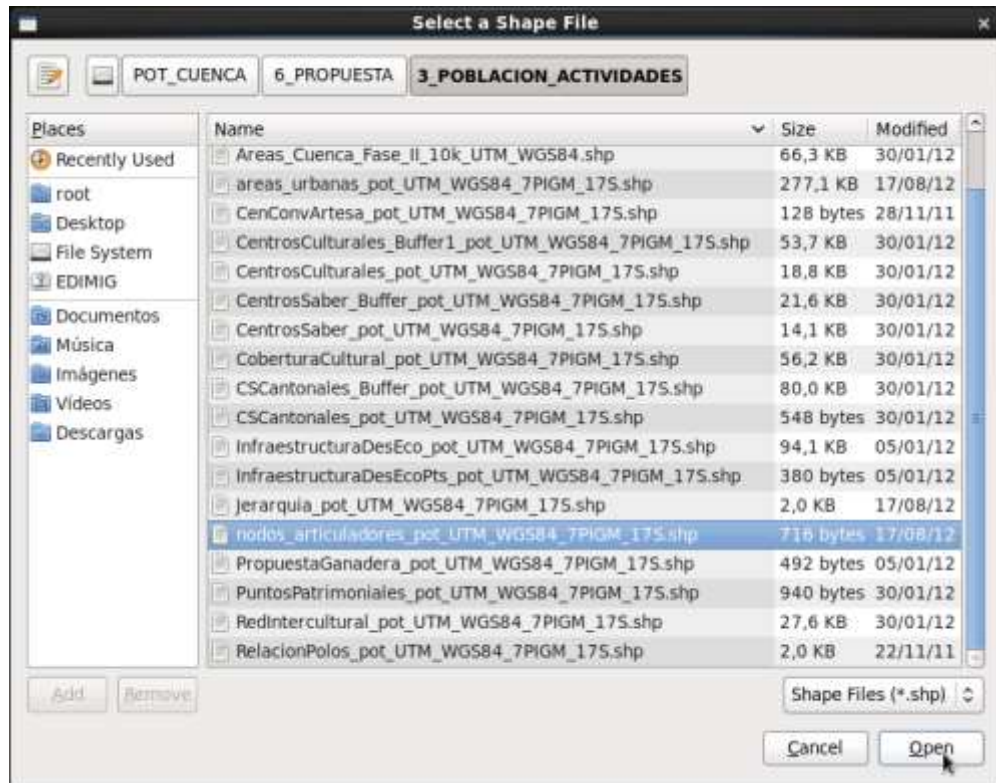 Select a Shape File
POT_CUENCA 6_PROPUESTA 3_POBLACION_ACTIVIDADES
Places
Recently Used
root
Desktop
File System
EDIMIG
Documentos
Música
Imágenes
Vídeos
Descargas
Name Size Modified
Areas_Cuenca_Fase_II_10k_UTM_WGS84.shp 66,3 KB 30/01/12
areas_urbanas_pot_UTM_WGS84_7PIGM_17S.shp 277,1 KB 17/08/12
CenConvArtesa_pot_UTM_WGS84_7PIGM_17S.shp 128 bytes 28/11/11
CentrosCulturales_Buffer1_pot_UTM_WGS84_7PIGM_17S.shp 53,7 KB 30/01/12
CentrosCulturales_pot_UTM_WGS84_7PIGM_17S.shp 18,8 KB 30/01/12
CentrosSaber_Buffer_pot_UTM_WGS84_7PIGM_17S.shp 21,6 KB 30/01/12
CentrosSaber_pot_UTM_WGS84_7PIGM_17S.shp 14,1 KB 30/01/12
CoberturaCultural_pot_UTM_WGS84_7PIGM_17S.shp 56,2 KB 30/01/12
CSCantonales_Buffer_pot_UTM_WGS84_7PIGM_17S.shp 80,0 KB 30/01/12
CSCantonales_pot_UTM_WGS84_7PIGM_17S.shp 548 bytes 30/01/12
InfraestructuraDesEco_pot_UTM_WGS84_7PIGM_17S.shp 94,1 KB 05/01/12
InfraestructuraDesEcoPts_pot_UTM_WGS84_7PIGM_17S.shp 380 bytes 05/01/12
Jerarquia_pot_UTM_WGS84_7PIGM_17S.shp 2,0 KB 17/08/12
nodos_articuladores_pot_UTM_WGS84_7PIGM_17S.shp 716 bytes 17/08/12
PropuestaGanadera_pot_UTM_WGS84_7PIGM_17S.shp 492 bytes 05/01/12
PuntosPatrimoniales_pot_UTM_WGS84_7PIGM_17S.shp 940 bytes 30/01/12
RedIntercultural_pot_UTM_WGS84_7PIGM_17S.shp 27,6 KB 30/01/12
RelacionPolos_pot_UTM_WGS84_7PIGM_17S.shp 2,0 KB 22/11/11
Add Remove
Shape Files (*.shp)
Cancel Open